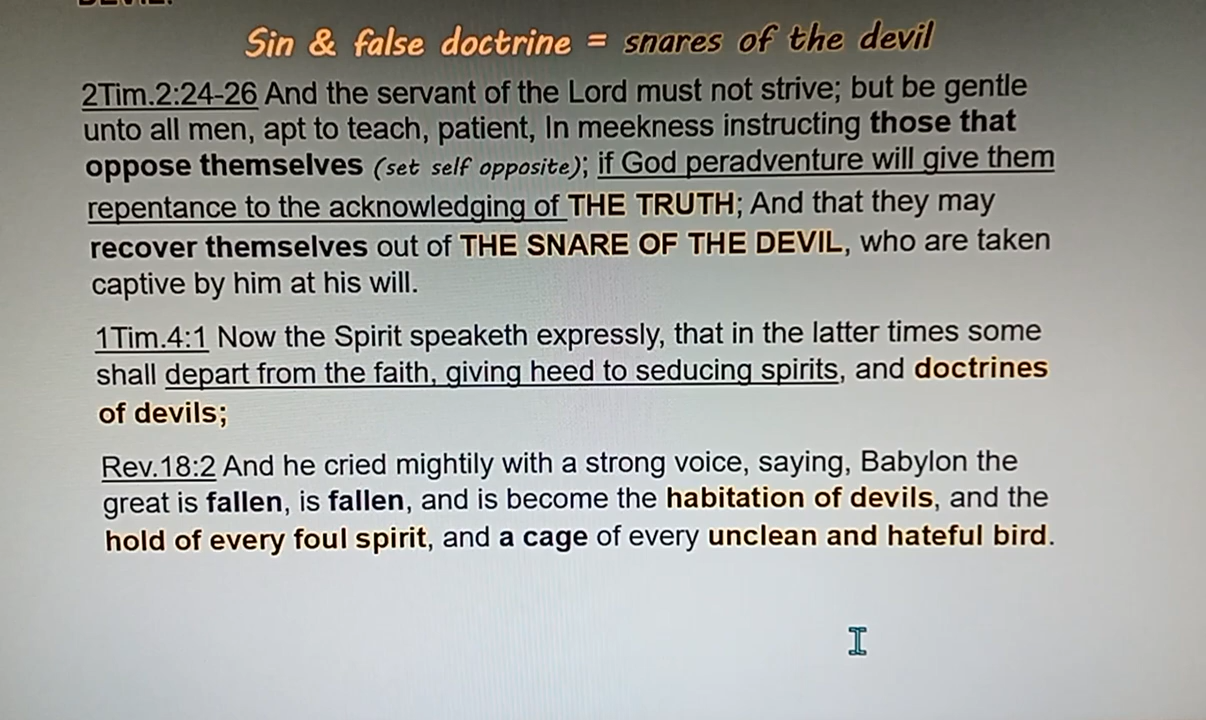 DEVIL.
Sin & false doctrine = snares of the devil
2Tim.2:24-26 And the servant of the Lord must not strive; but be gentle
unto all men, apt to teach, patient, In meekness instructing those that
oppose themselves (set self opposite); if God peradventure will give them
repentance to the acknowledging of THE TRUTH; And that they may
recover themselves out of THE SNARE OF THE DEVIL, who are taken
captive by him at his will.
1Tim.4:1 Now the Spirit speaketh expressly, that in the latter times some
shall depart from the faith, giving heed to seducing spirits, and doctrines
of devils;
Rev.18:2 And he cried mightily with a strong voice, saying, Babylon the
great is fallen, is fallen, and is become the habitation of devils, and the
hold of every foul spirit, and a cage of every unclean and hateful bird.